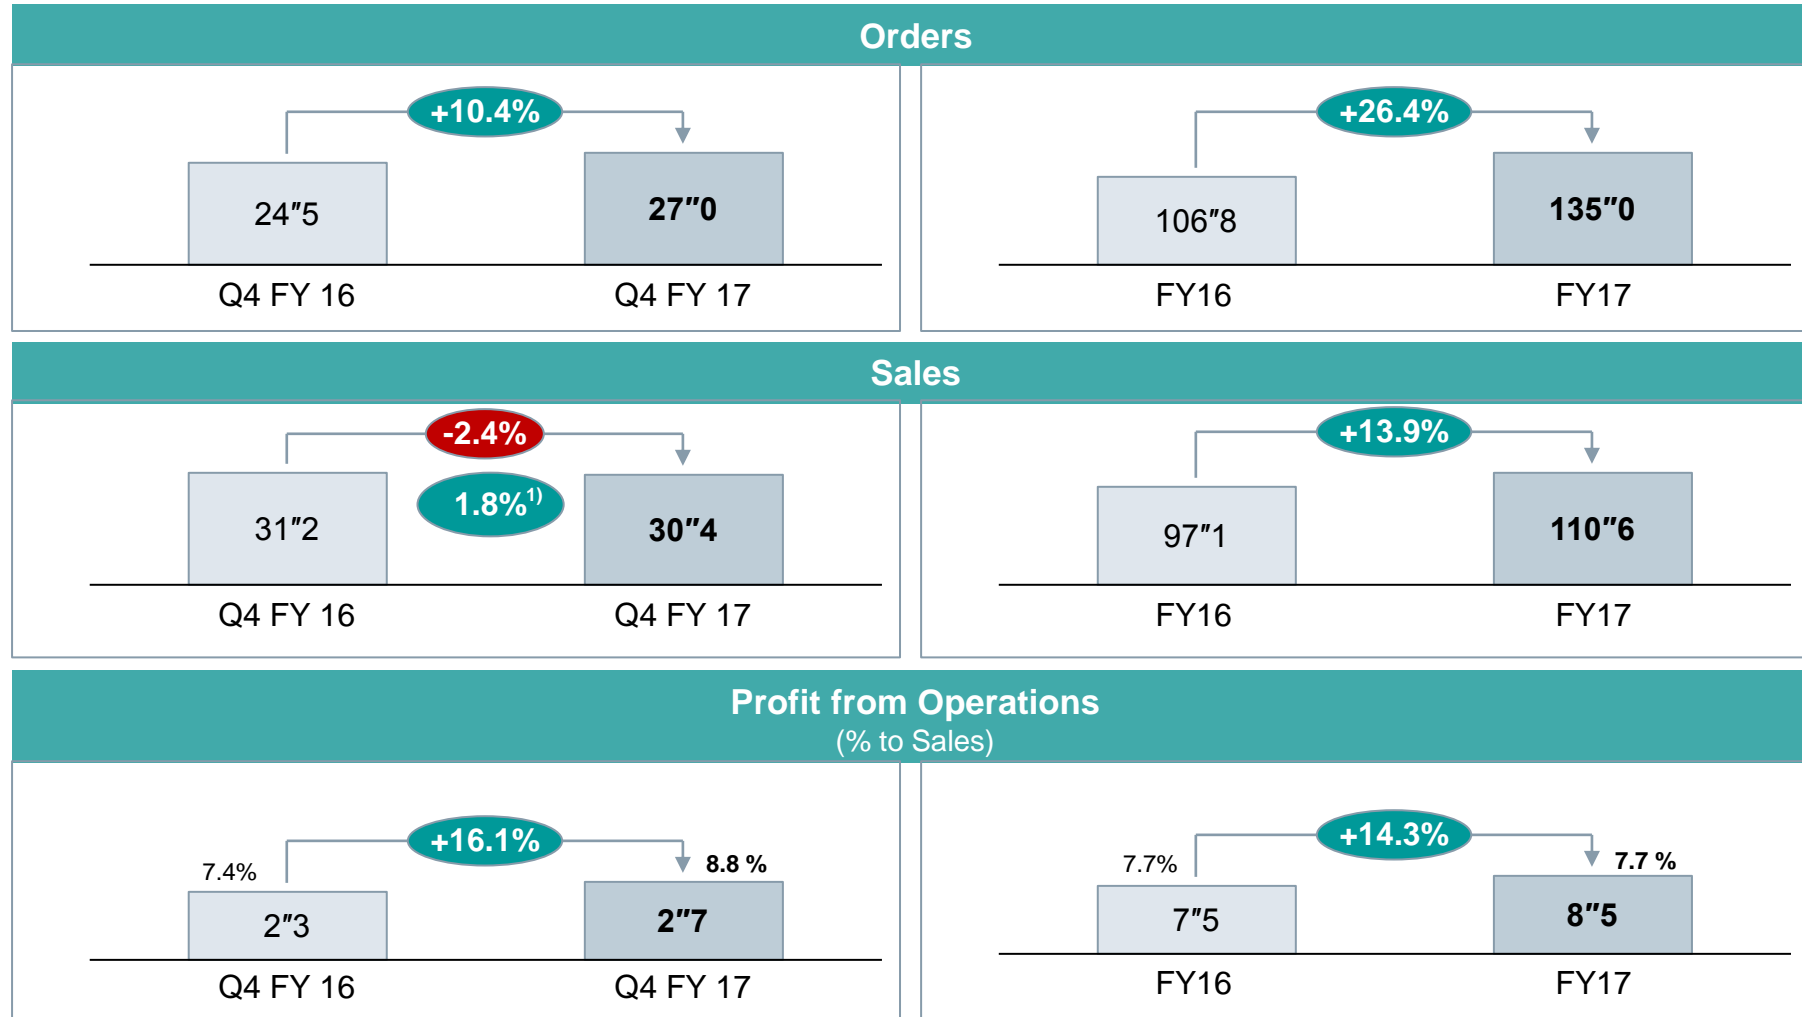 Orders
+10.4%
24″5
27″0
Q4 FY 16
Q4 FY 17
+26.4%
106″8
135″0
FY16
FY17
Sales
-2.4%
1.8%1)
31″2
30″4
Q4 FY 16
Q4 FY 17
+13.9%
97″1
110″6
FY16
FY17
Profit from Operations
(% to Sales)
+16.1%
7.4%
8.8 %
2″3
2″7
Q4 FY 16
Q4 FY 17
+14.3%
7.7%
7.7 %
7″5
8″5
FY16
FY17